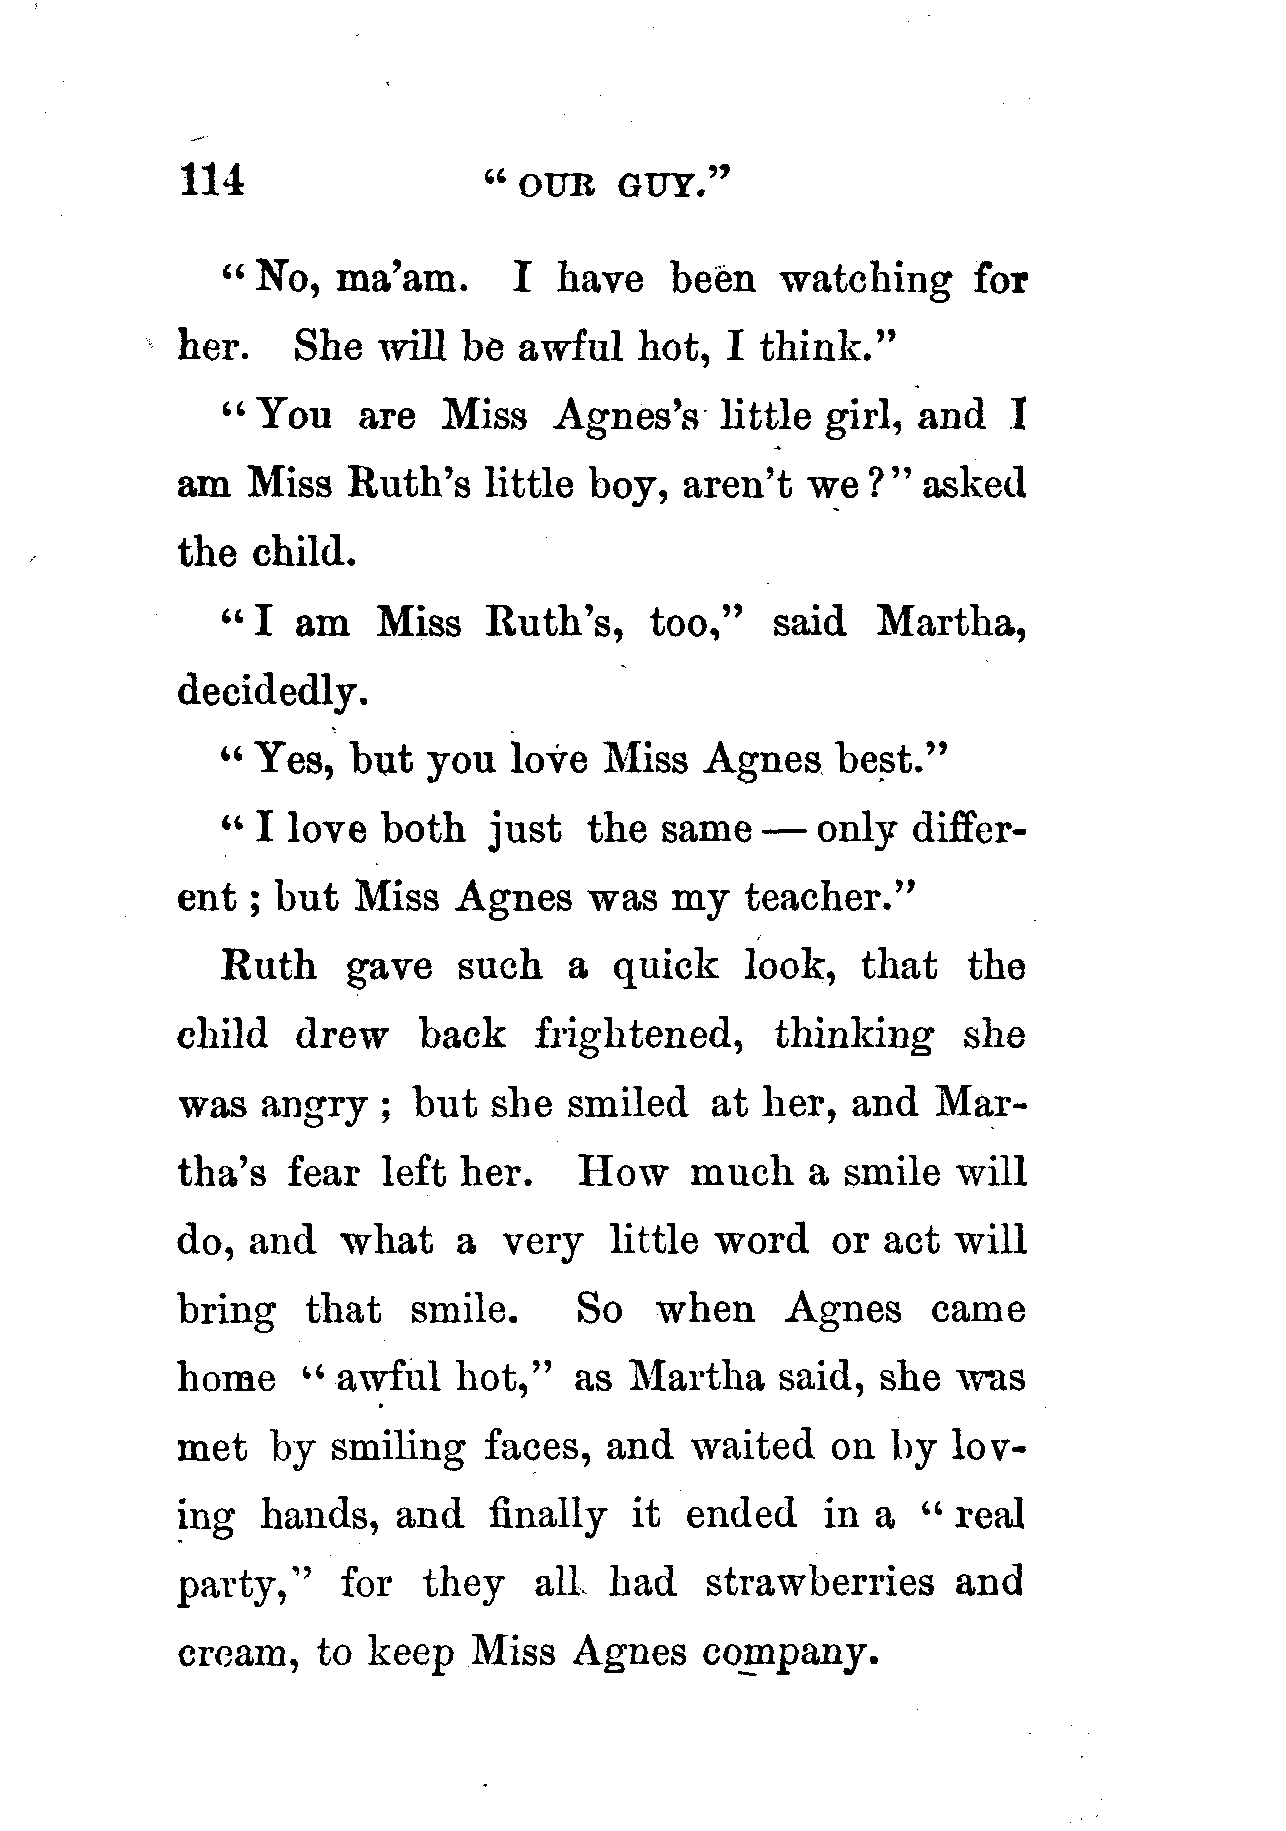 114 “ OUR GUY.”
“ No, ma’am. I have been watching for
her. She will be awful hot, I think.”
“ You are Miss Agnes’s little girl, and I
am Miss Ruth’s little boy, aren’t we ? ” asked
the child.
“ I am Miss Ruth’s, too,” said Martha,
decidedly.
“ Yes, but you love Miss Agnes best.”
“ I love both just the same — only differ-
ent ; but Miss Agnes was my teacher.”
Ruth gave such a quick look, that the
child drew back frightened, thinking she
was angry ; but she smiled at her, and Mar-
tha’s fear left her. How much a smile will
do, and what a very little word or act will
bring that smile. So when Agnes came
home “ awful hot,” as Martha said, she was
met by smiling faces, and waited on by lov-
ing hands, and finally it ended in a “ real
party,” for they all had strawberries and
cream, to keep Miss Agnes company.